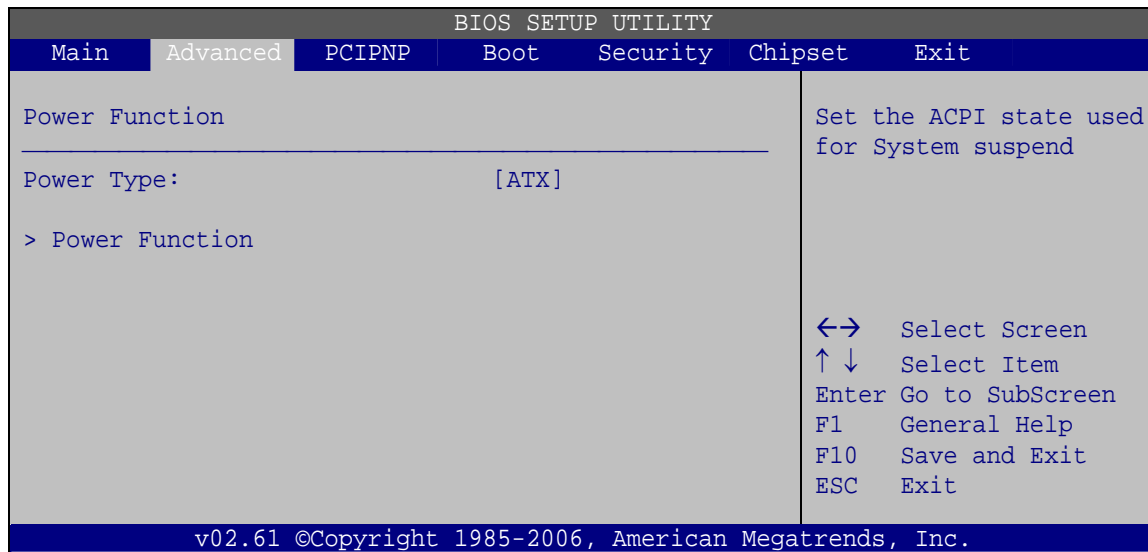 BIOS SETUP UTILITY
Main Advanced PCIPNP Boot Security Chipset Exit
Power Function
Power Type: [ATX]
> Power Function
Set the ACPI state used
for System suspend
←→ Select Screen
↑ ↓ Select Item
Enter Go to SubScreen
F1 General Help
F10 Save and Exit
ESC Exit
v02.61 ©Copyright 1985-2006, American Megatrends, Inc.